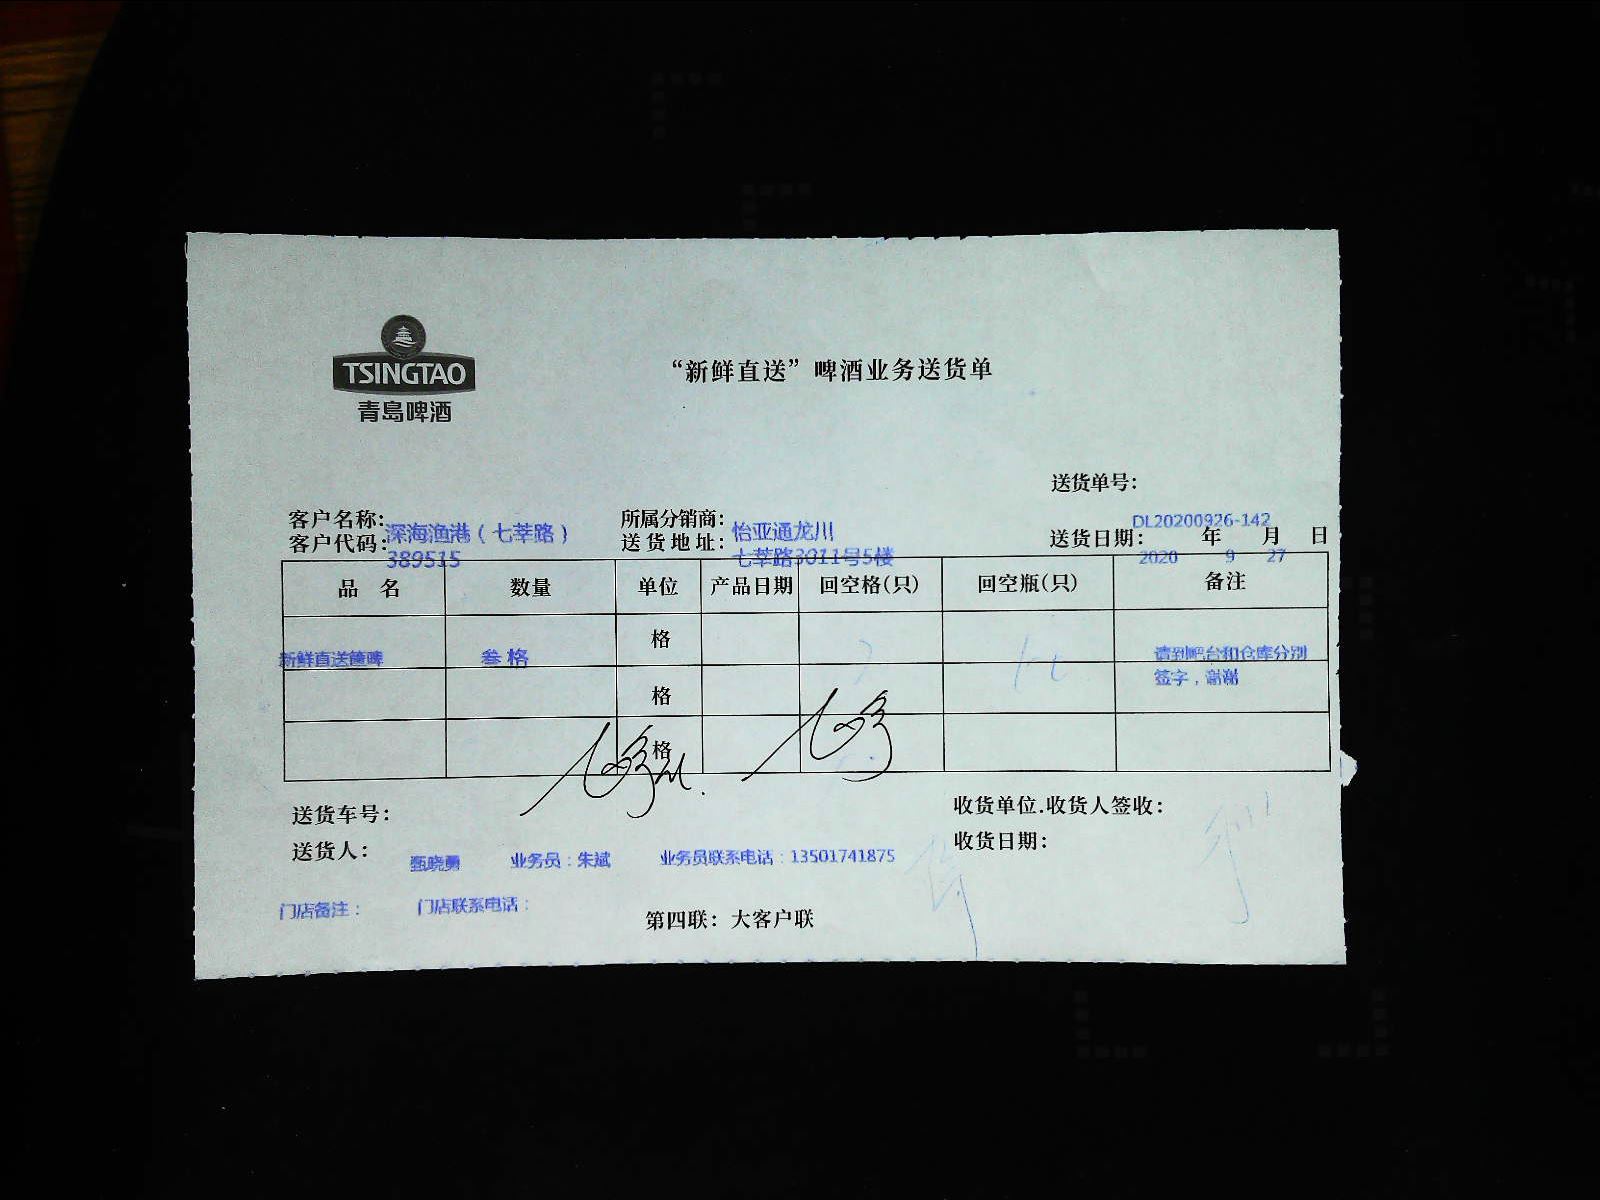 TSINGTAO
青島啤酒
“新鲜直送”啤酒业务送货单
送货单号：
DL20200926-142
客户名称：深海渔港（七莘路）
所属分销商：怡亚通龙川
客户代码：389515
送货地址：七莘路3011号5楼
送货日期：2020年9月27日
品名 数量 单位 产品日期 回空格(只) 回空瓶(只) 备注
新鲜直送箱啤 叁格 格 请到吧台和仓库分别
签字，谢谢
格
格
送货车号：
收货单位.收货人签收：
送货人：甄晓勇 业务员：朱斌 业务员联系电话：13501741875
收货日期：
门店备注： 门店联系电话：
第四联：大客户联